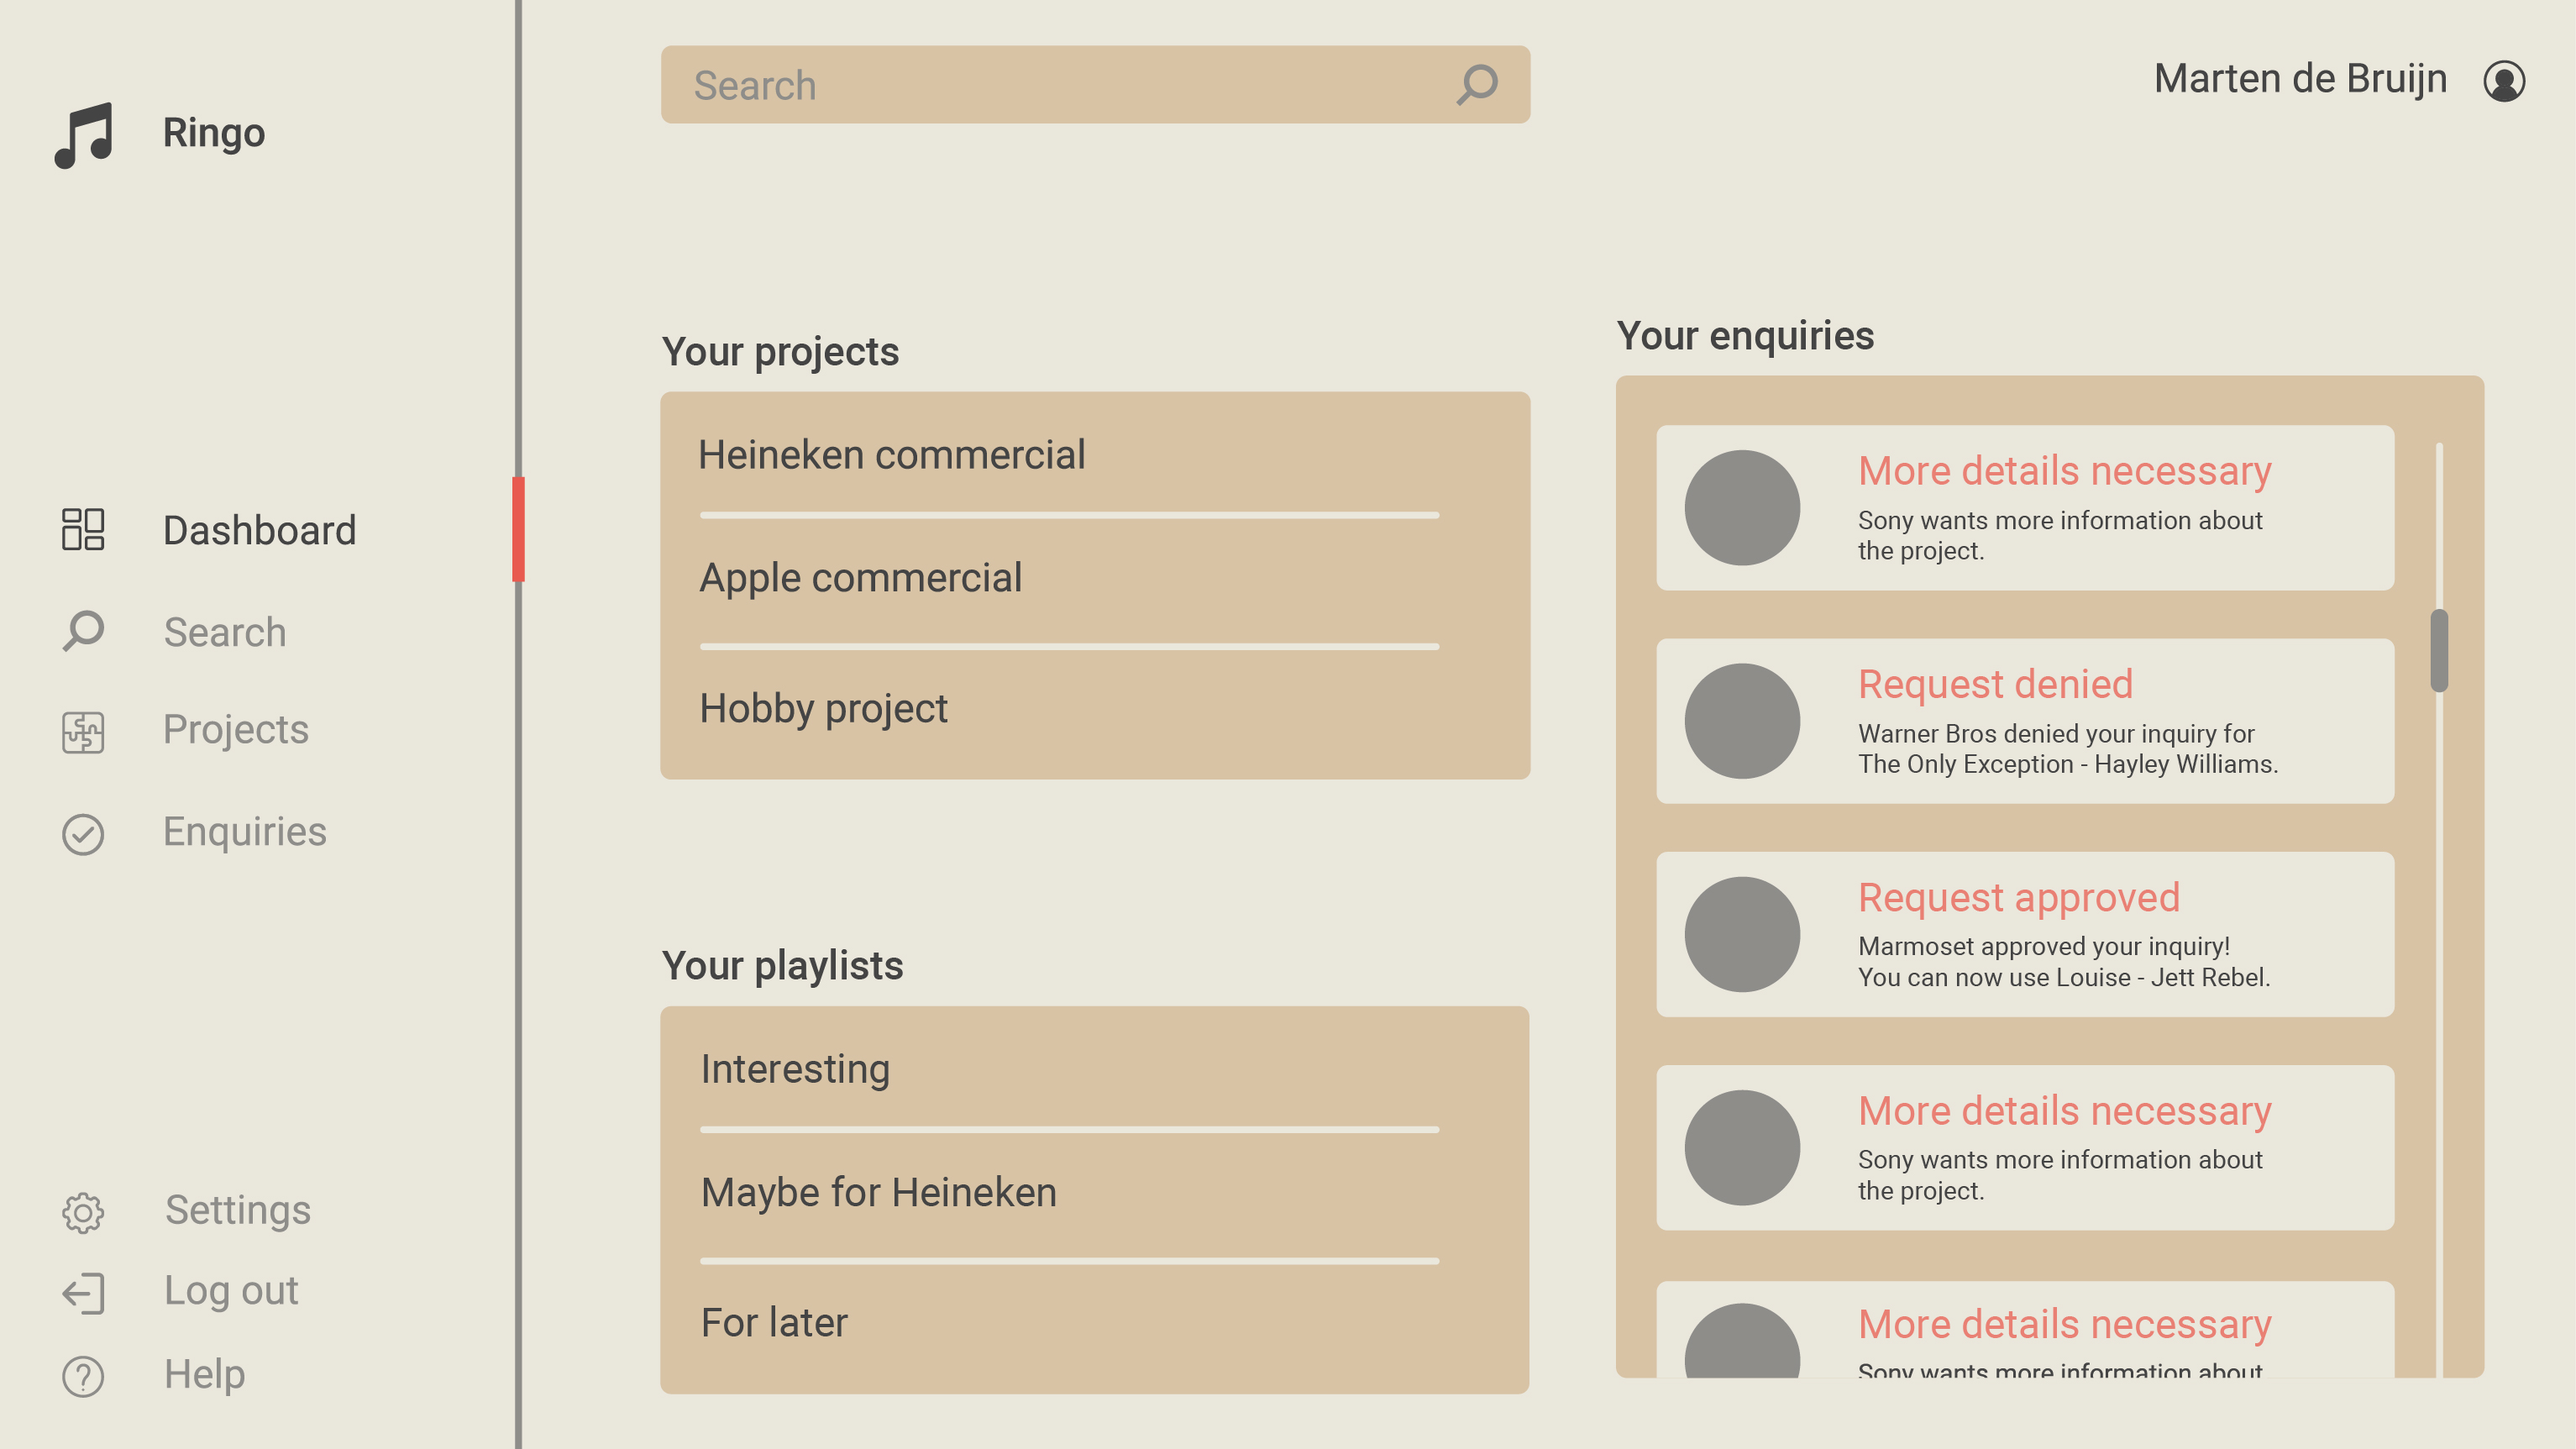 Ringo
Dashboard
Search
Projects
Enquiries
Settings
Log out
Help
Search
Marten de Bruijn
Your projects
Heineken commercial
Apple commercial
Hobby project
Your playlists
Interesting
Maybe for Heineken
For later
Your enquiries
More details necessary
Sony wants more information about
the project.
Request denied
Warner Bros denied your inquiry for
The Only Exception - Hayley Williams.
Request approved
Marmoset approved your inquiry!
You can now use Louise - Jett Rebel.
More details necessary
Sony wants more information about
the project.
More details necessary
Sony wants more information about